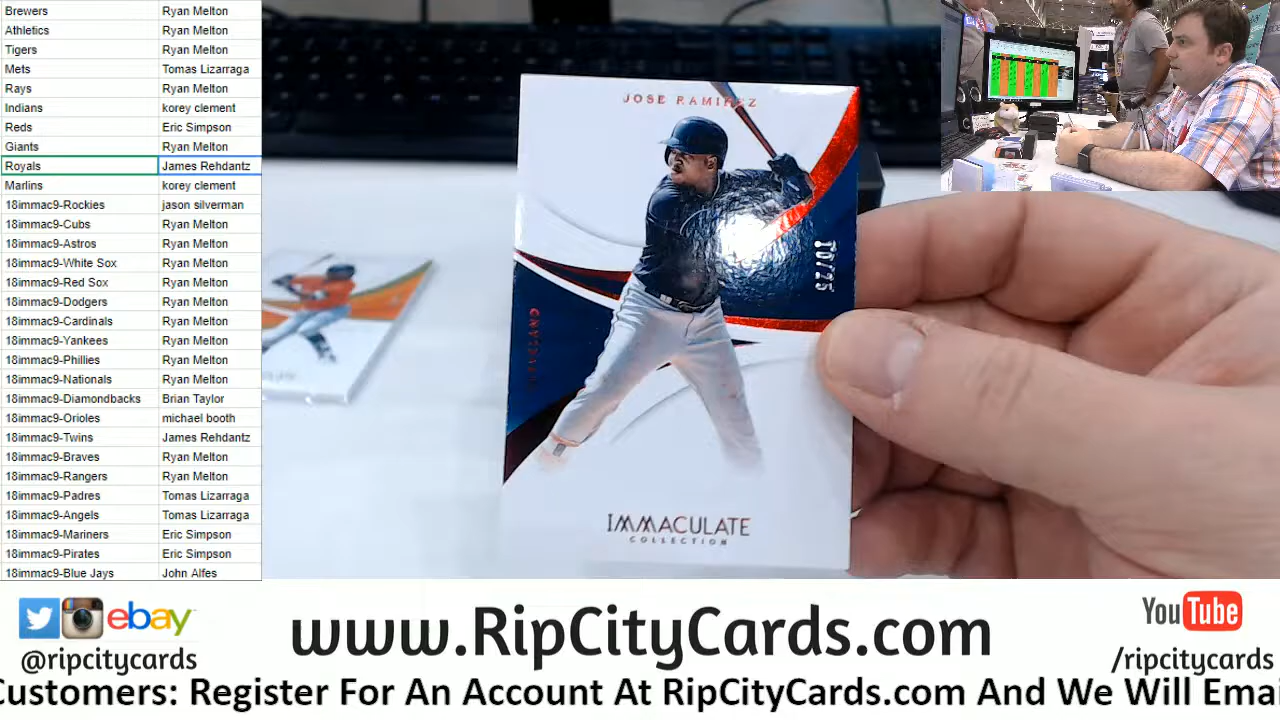 Brewers Ryan Melton
Athletics Ryan Melton
Tigers Ryan Melton
Mets Tomas Lizarraga
Rays Ryan Melton
Indians korey clement
Reds Eric Simpson
Giants Ryan Melton
Royals James Rehdantz
Marlins korey clement
18immac9-Rockies jason silverman
18immac9-Cubs Ryan Melton
18immac9-Astros Ryan Melton
18immac9-White Sox Ryan Melton
18immac9-Red Sox Ryan Melton
18immac9-Dodgers Ryan Melton
18immac9-Cardinals Ryan Melton
18immac9-Yankees Ryan Melton
18immac9-Phillies Ryan Melton
18immac9-Nationals Ryan Melton
18immac9-Diamondbacks Brian Taylor
18immac9-Orioles michael booth
18immac9-Twins James Rehdantz
18immac9-Braves Ryan Melton
18immac9-Rangers Ryan Melton
18immac9-Padres Tomas Lizarraga
18immac9-Angels Tomas Lizarraga
18immac9-Mariners Eric Simpson
18immac9-Pirates Eric Simpson
18immac9-Blue Jays John Alfes
JOSE RAMIREZ
10/25
CLEVELAND
IMMACULATE
COLLECTION
ebay
@ripcitycards
www.RipCityCards.com
YouTube
/ripcitycards
Customers: Register For An Account At RipCityCards.com And We Will Emai